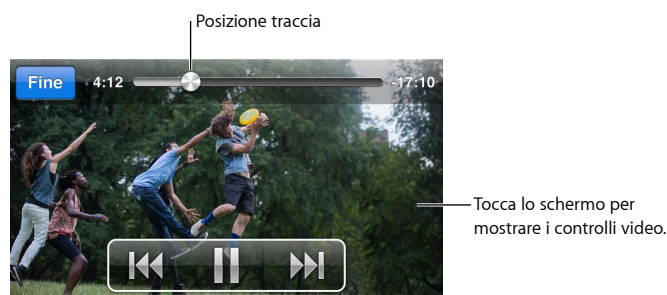 Posizione traccia
Fine
4:12
-17:10
Tocca lo schermo per
mostrare i controlli video.